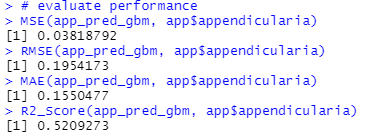 > # evaluate performance
> MSE(app_pred_gbm, app$appendicularia)
[1] 0.03818792
> RMSE(app_pred_gbm, app$appendicularia)
[1] 0.1954173
> MAE(app_pred_gbm, app$appendicularia)
[1] 0.1550477
> R2_Score(app_pred_gbm, app$appendicularia)
[1] 0.5209273